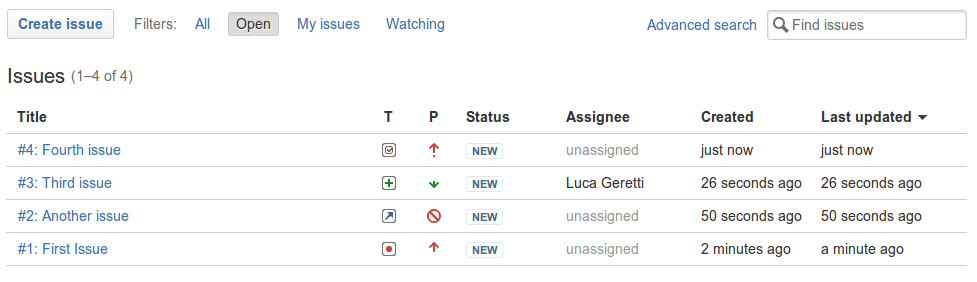 Create issue Filters: All Open My issues Watching Advanced search Find issues
Issues (1–4 of 4)
Title T P Status Assignee Created Last updated
#4: Fourth issue NEW unassigned just now just now
#3: Third issue NEW Luca Geretti 26 seconds ago 26 seconds ago
#2: Another issue NEW unassigned 50 seconds ago 50 seconds ago
#1: First Issue NEW unassigned 2 minutes ago a minute ago